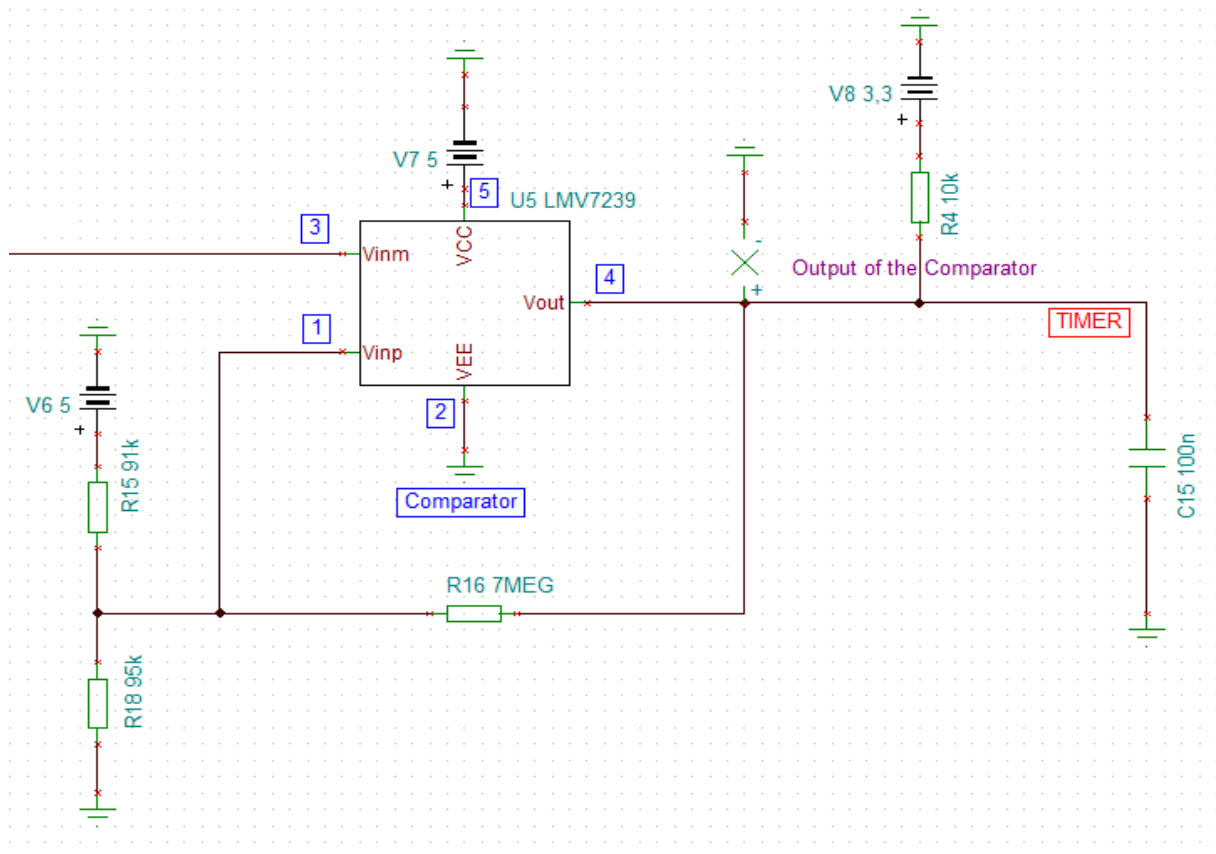 V8 3,3
+
R4 10k
V7 5
+
5
U5 LMV7239
3
Vinm
VCC
-
Output of the Comparator
+
4
Vout
TIMER
1
Vinp
VEE
2
V6 5
+
R15 91k
Comparator
C15 100n
R16 7MEG
R18 95k